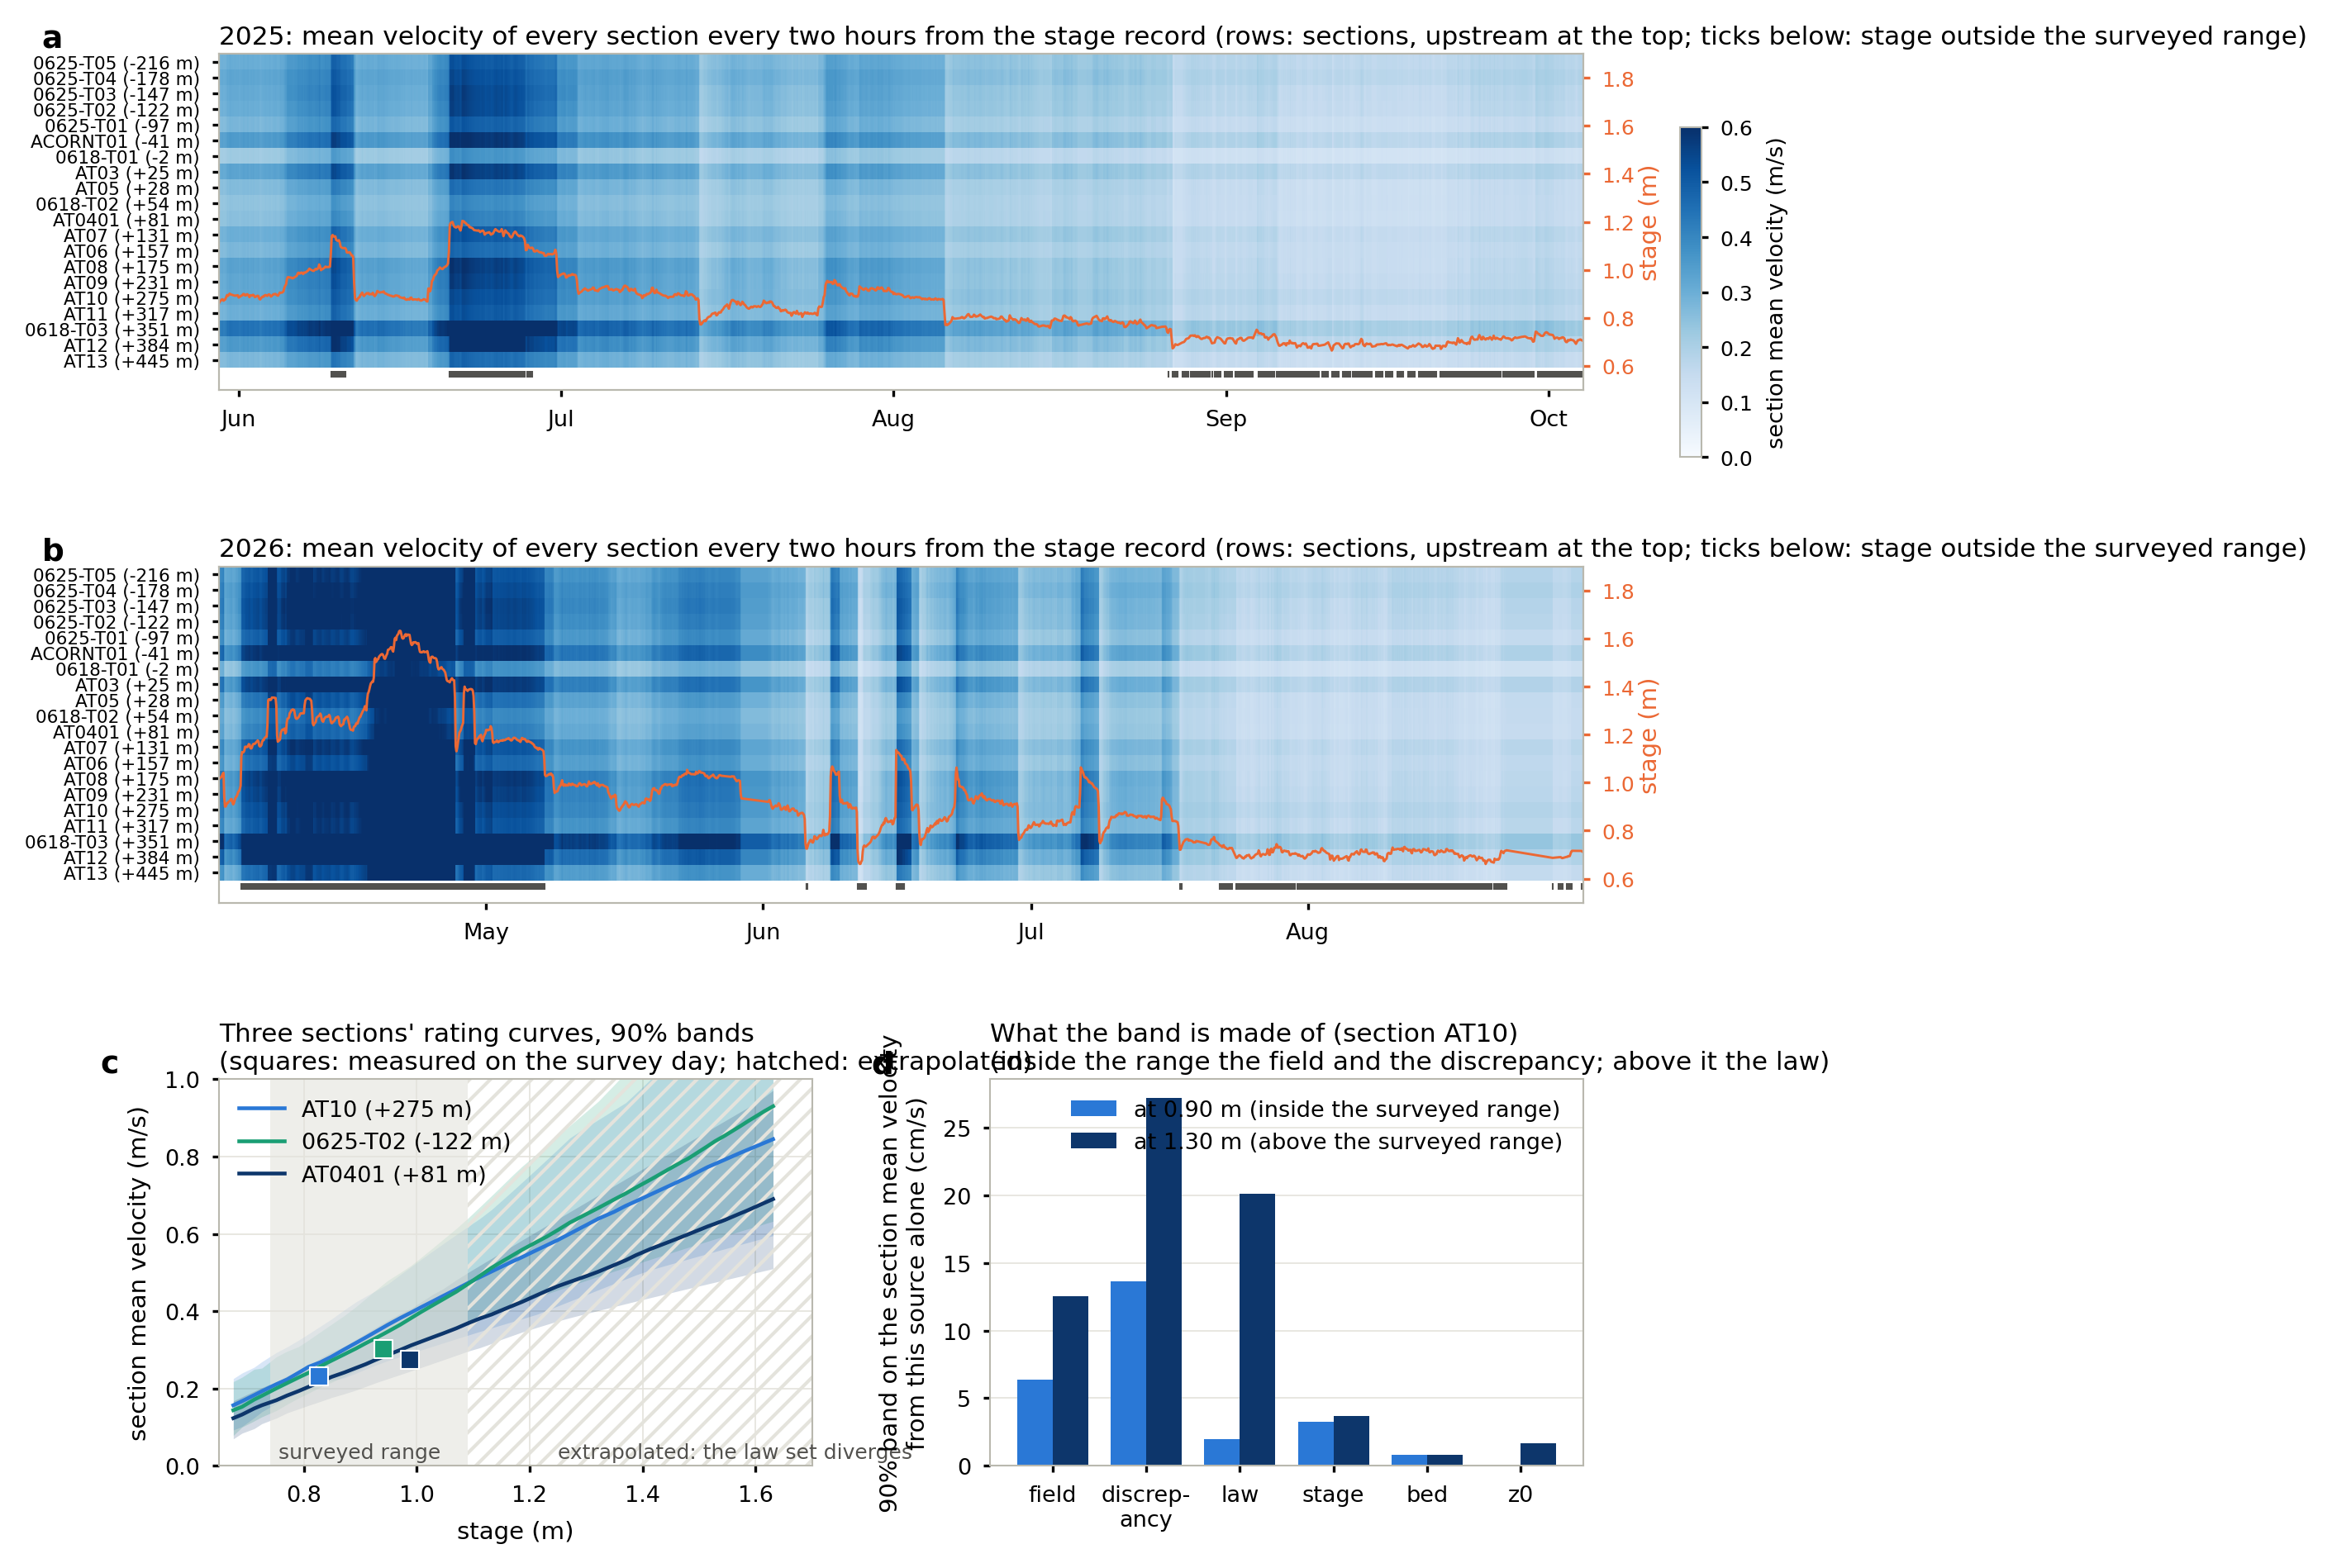 a
2025: mean velocity of every section every two hours from the stage record (rows: sections, upstream at the top; ticks below: stage outside the surveyed range)
0625-T05 (-216 m)
0625-T04 (-178 m)
0625-T03 (-147 m)
0625-T02 (-122 m)
0625-T01 (-97 m)
ACORNT01 (-41 m)
0618-T01 (-2 m)
AT03 (+25 m)
AT05 (+28 m)
0618-T02 (+54 m)
AT0401 (+81 m)
AT07 (+131 m)
AT06 (+157 m)
AT08 (+175 m)
AT09 (+231 m)
AT10 (+275 m)
AT11 (+317 m)
0618-T03 (+351 m)
AT12 (+384 m)
AT13 (+445 m)
1.8
1.6
1.4
1.2
1.0
0.8
0.6
stage (m)
Jun
Jul
Aug
Sep
Oct
0.6
0.5
0.4
0.3
0.2
0.1
0.0
section mean velocity (m/s)
b
2026: mean velocity of every section every two hours from the stage record (rows: sections, upstream at the top; ticks below: stage outside the surveyed range)
0625-T05 (-216 m)
0625-T04 (-178 m)
0625-T03 (-147 m)
0625-T02 (-122 m)
0625-T01 (-97 m)
ACORNT01 (-41 m)
0618-T01 (-2 m)
AT03 (+25 m)
AT05 (+28 m)
0618-T02 (+54 m)
AT0401 (+81 m)
AT07 (+131 m)
AT06 (+157 m)
AT08 (+175 m)
AT09 (+231 m)
AT10 (+275 m)
AT11 (+317 m)
0618-T03 (+351 m)
AT12 (+384 m)
AT13 (+445 m)
1.8
1.6
1.4
1.2
1.0
0.8
0.6
stage (m)
May
Jun
Jul
Aug
c
Three sections' rating curves, 90% bands
(squares: measured on the survey day; hatched: extrapolated)
1.0
0.8
0.6
0.4
0.2
0.0
section mean velocity (m/s)
AT10 (+275 m)
0625-T02 (-122 m)
AT0401 (+81 m)
surveyed range
extrapolated: the law set diverges
0.8
1.0
1.2
1.4
1.6
stage (m)
d
What the band is made of (section AT10)
(inside the range the field and the discrepancy; above it the law)
90% band on the section mean velocity
from this source alone (cm/s)
25
20
15
10
5
0
at 0.90 m (inside the surveyed range)
at 1.30 m (above the surveyed range)
field
discrep-
ancy
law
stage
bed
z0